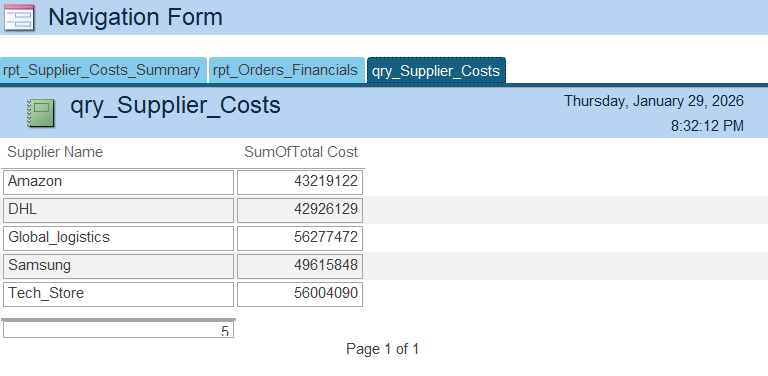 Navigation Form
rpt_Supplier_Costs_Summary rpt_Orders_Financials qry_Supplier_Costs
qry_Supplier_Costs Thursday, January 29, 2026
8:32:12 PM
Supplier Name SumOfTotal Cost
Amazon 43219122
DHL 42926129
Global_logistics 56277472
Samsung 49615848
Tech_Store 56004090
5
Page 1 of 1